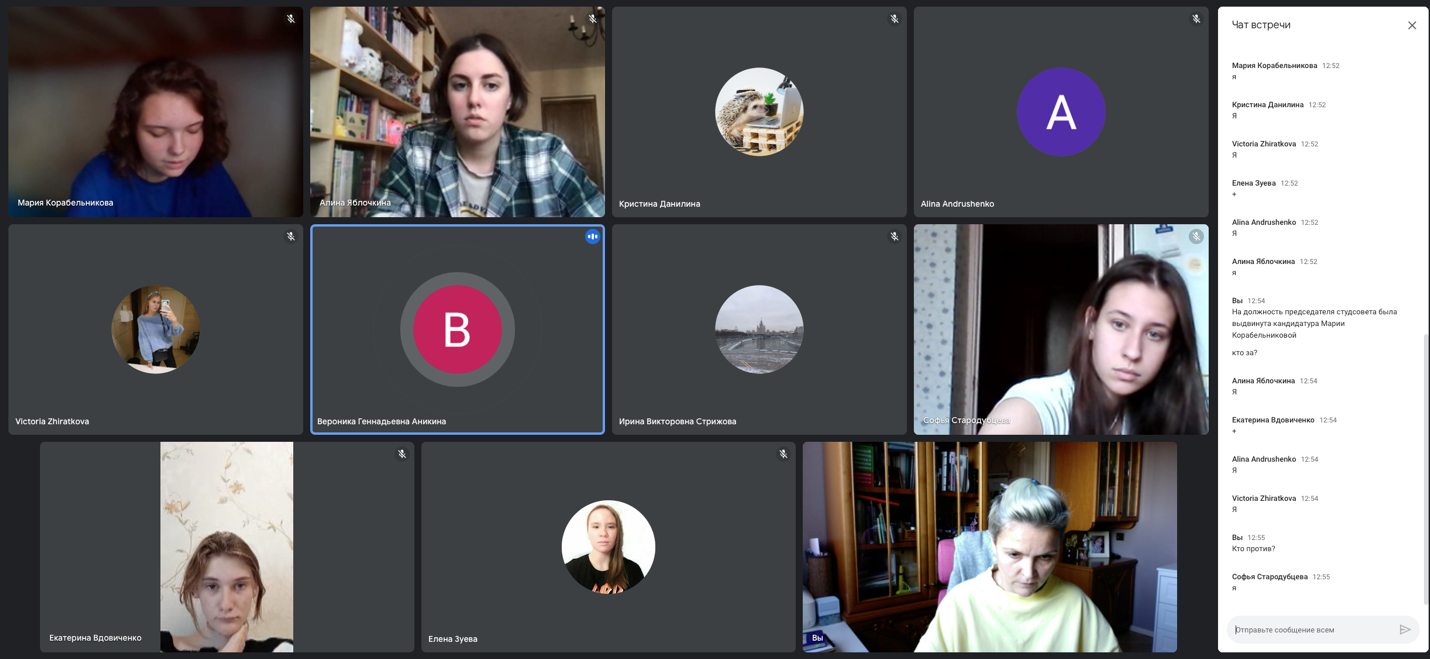 Мария Корабельникова
Алина Яблочкина
Кристина Данилина
A
Alina Andrushenko
Victoria Zhiratkova
В
Вероника Геннадьевна Аникина
Ирина Викторовна Стрижова
Софья Стародубцева
Екатерина Вдовиченко
Елена Зуева
Вы
Чат встречи
Мария Корабельникова 12:52
я
Кристина Данилина 12:52
Я
Victoria Zhiratkova 12:52
Я
Елена Зуева 12:52
+
Alina Andrushenko 12:52
Я
Алина Яблочкина 12:52
я
Вы 12:54
На должность председателя студсовета была
выдвинута кандидатура Марии
Корабельниковой
кто за?
Алина Яблочкина 12:54
Я
Екатерина Вдовиченко 12:54
+
Alina Andrushenko 12:54
Я
Victoria Zhiratkova 12:54
Я
Вы 12:55
Кто против?
Софья Стародубцева 12:55
я
Отправьте сообщение всем